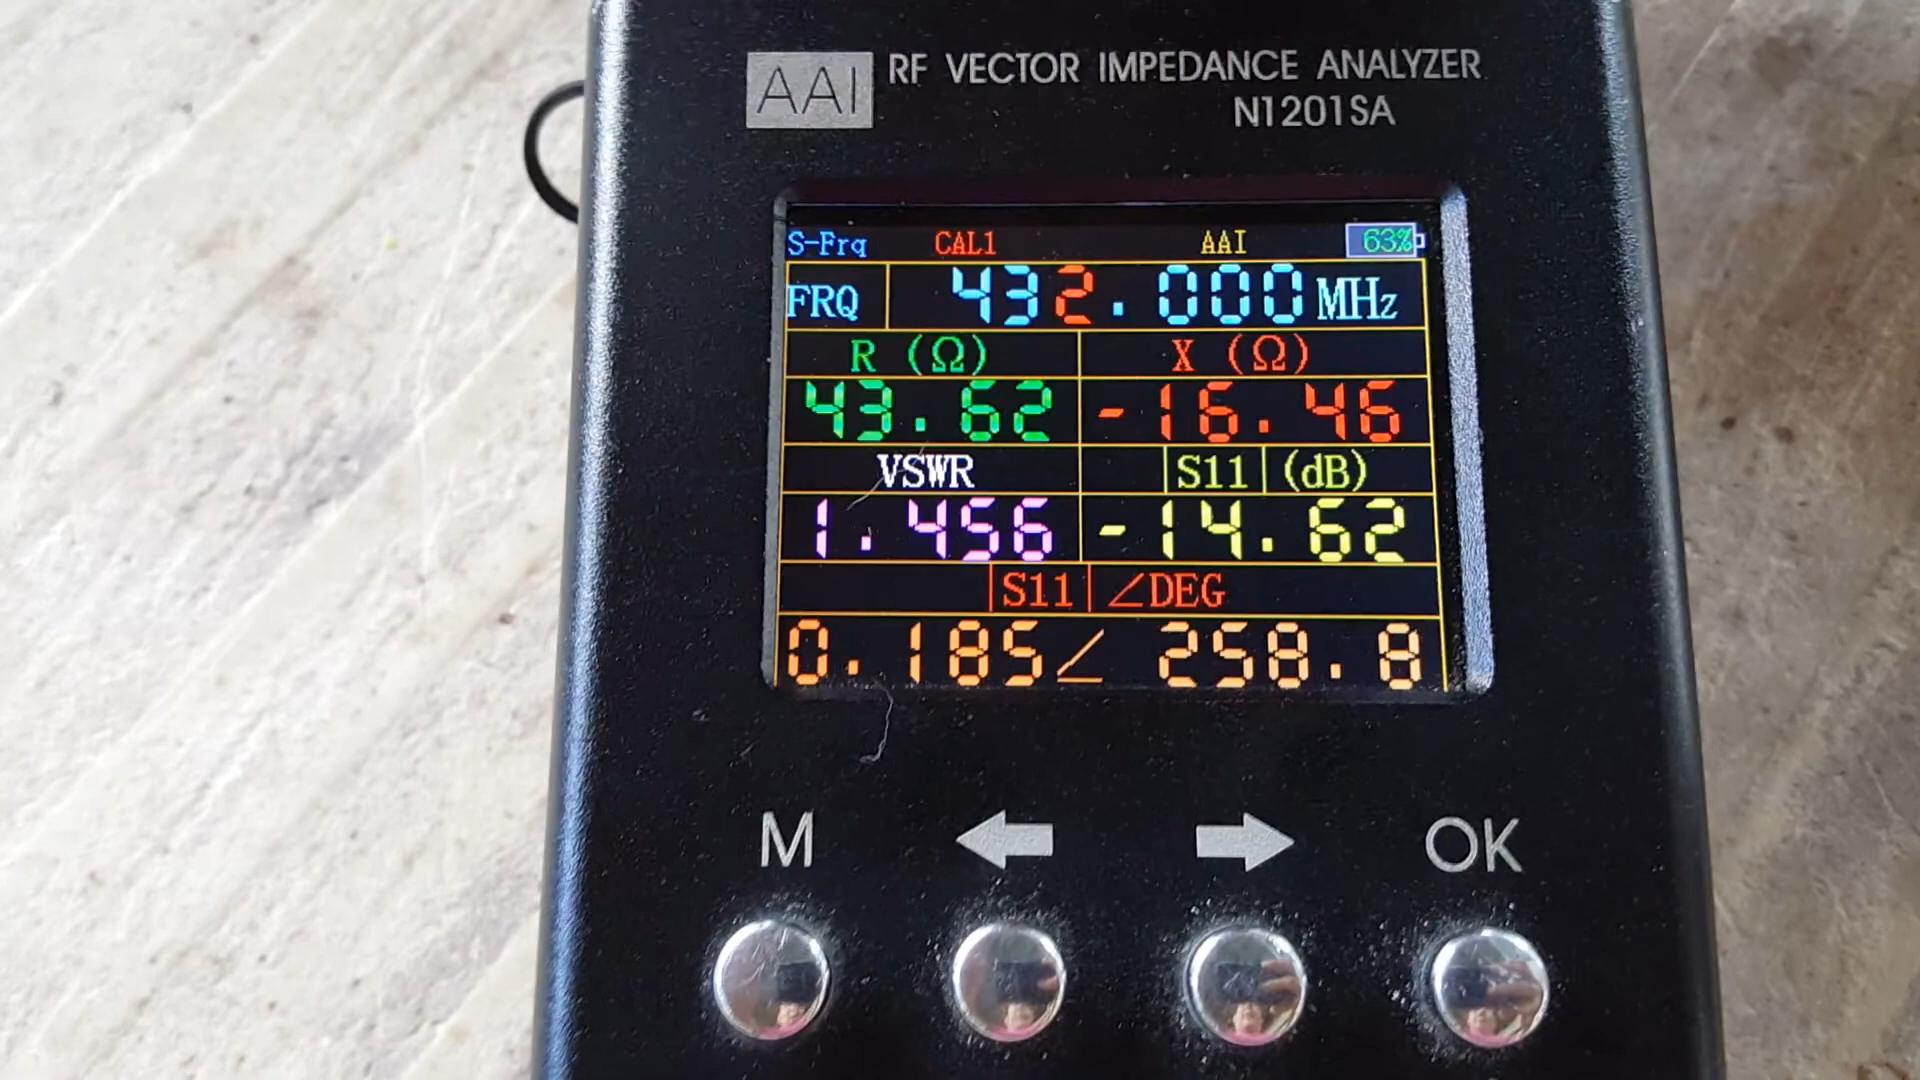 AAI RF VECTOR IMPEDANCE ANALYZER
N1201SA
S-Frq CAL1 AAI 63%
FRQ 432.000 MHz
R (Ω) X (Ω)
43.62 -16.46
VSWR |S11| (dB)
1.456 -14.62
|S11| ∠DEG
0.185∠ 258.8
M OK